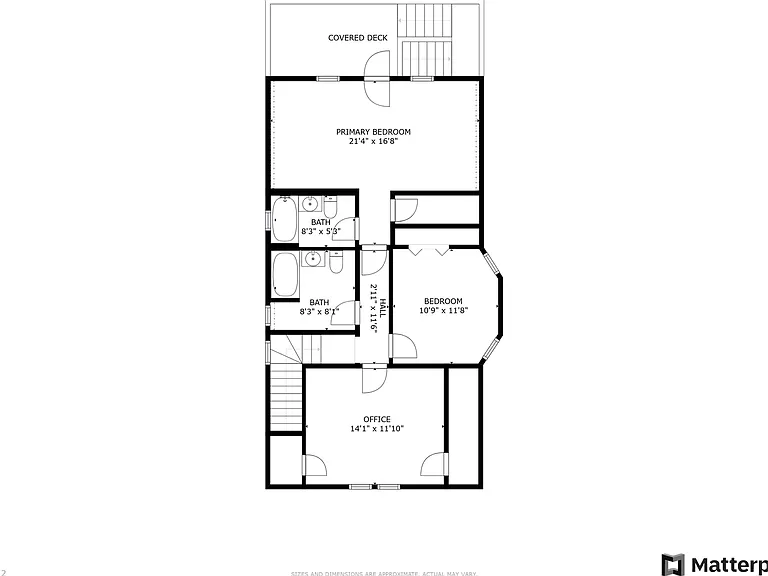 COVERED DECK
PRIMARY BEDROOM
21'4" x 16'8"
BATH
8'3" x 5'3"
BATH
8'3" x 8'1"
HALL
2'11" x 11'6"
BEDROOM
10'9" x 11'8"
OFFICE
14'1" x 11'10"
2
SIZES AND DIMENSIONS ARE APPROXIMATE, ACTUAL MAY VARY.
Matterp